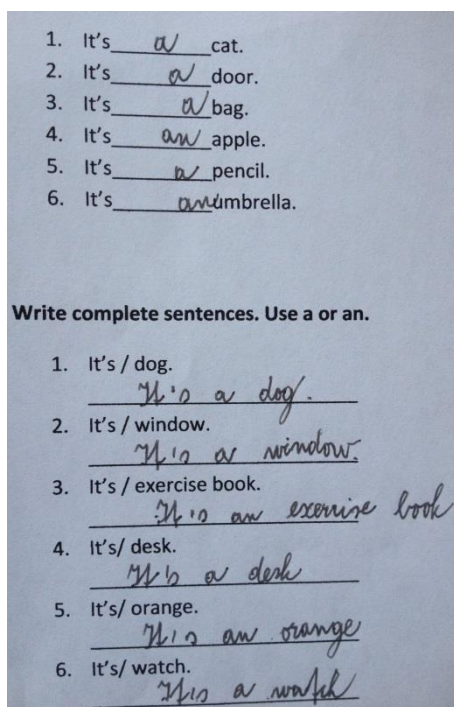 1. It's a cat.
2. It's a door.
3. It's a bag.
4. It's an apple.
5. It's a pencil.
6. It's an umbrella.
Write complete sentences. Use a or an.
1. It's / dog.
It's a dog.
2. It's / window.
It's a window.
3. It's / exercise book.
It's an exercise book
4. It's/ desk.
It's a desk
5. It's/ orange.
It's an orange
6. It's/ watch.
It's a watch